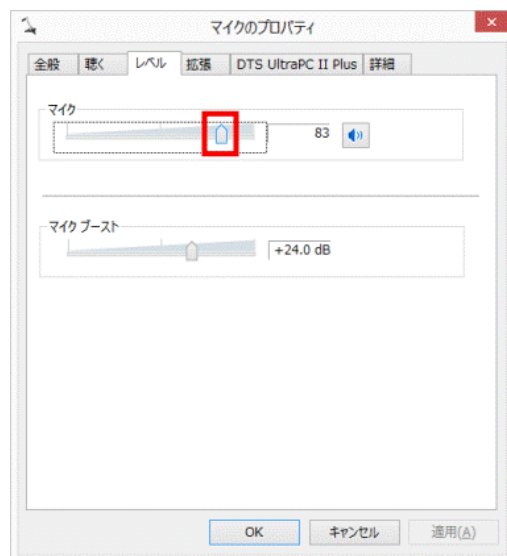 マイクのプロパティ
全般 聴く レベル 拡張 DTS UltraPC II Plus 詳細
マイク
83
マイク ブースト
+24.0 dB
OK キャンセル 適用(A)